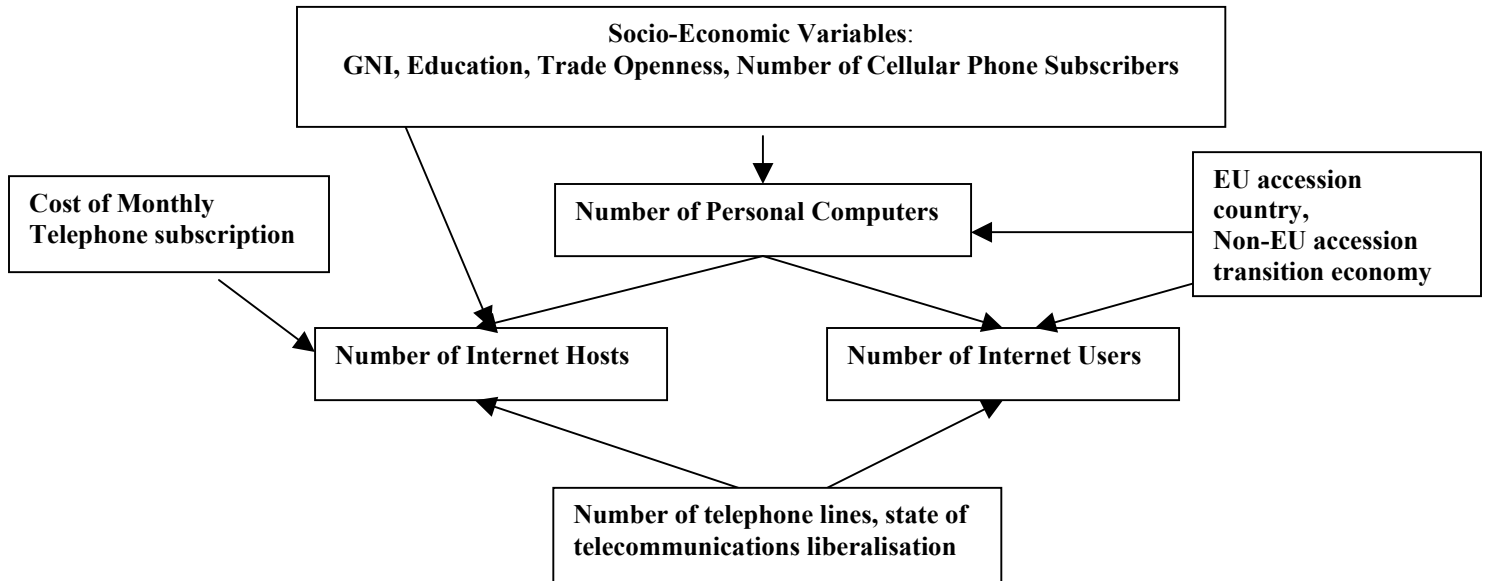 Socio-Economic Variables:
GNI, Education, Trade Openness, Number of Cellular Phone Subscribers
Cost of Monthly
Telephone subscription
Number of Personal Computers
EU accession
country,
Non-EU accession
transition economy
Number of Internet Hosts
Number of Internet Users
Number of telephone lines, state of
telecommunications liberalisation